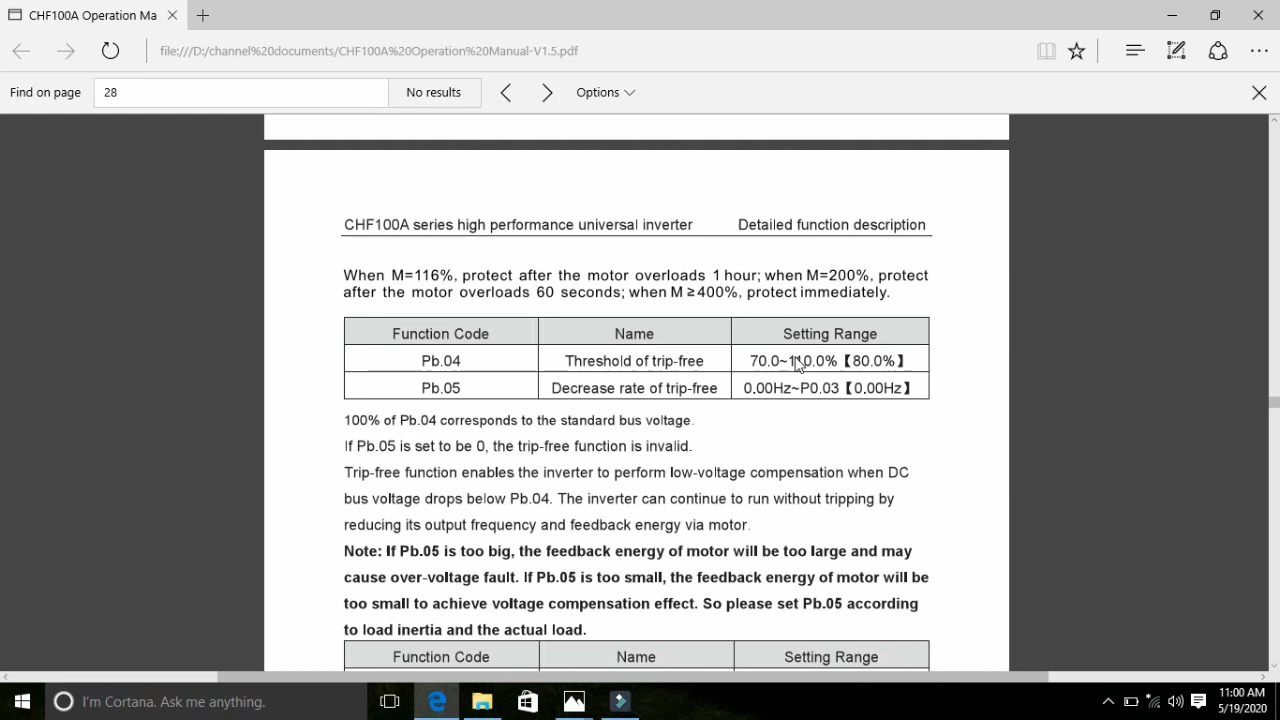 CHF100A Operation Ma
file:///D:/channel%20documents/CHF100A%20Operation%20Manual-V1.5.pdf
Find on page 28 No results Options
CHF100A series high performance universal inverter Detailed function description
When M=116%, protect after the motor overloads 1 hour; when M=200%, protect
after the motor overloads 60 seconds; when M ≥400%, protect immediately.
Function Code Name Setting Range
Pb.04 Threshold of trip-free 70.0~110.0%【80.0%】
Pb.05 Decrease rate of trip-free 0.00Hz~P0.03【0.00Hz】
100% of Pb.04 corresponds to the standard bus voltage.
If Pb.05 is set to be 0, the trip-free function is invalid.
Trip-free function enables the inverter to perform low-voltage compensation when DC
bus voltage drops below Pb.04. The inverter can continue to run without tripping by
reducing its output frequency and feedback energy via motor.
Note: If Pb.05 is too big, the feedback energy of motor will be too large and may
cause over-voltage fault. If Pb.05 is too small, the feedback energy of motor will be
too small to achieve voltage compensation effect. So please set Pb.05 according
to load inertia and the actual load.
Function Code Name Setting Range
I'm Cortana. Ask me anything.
11:00 AM
5/19/2020